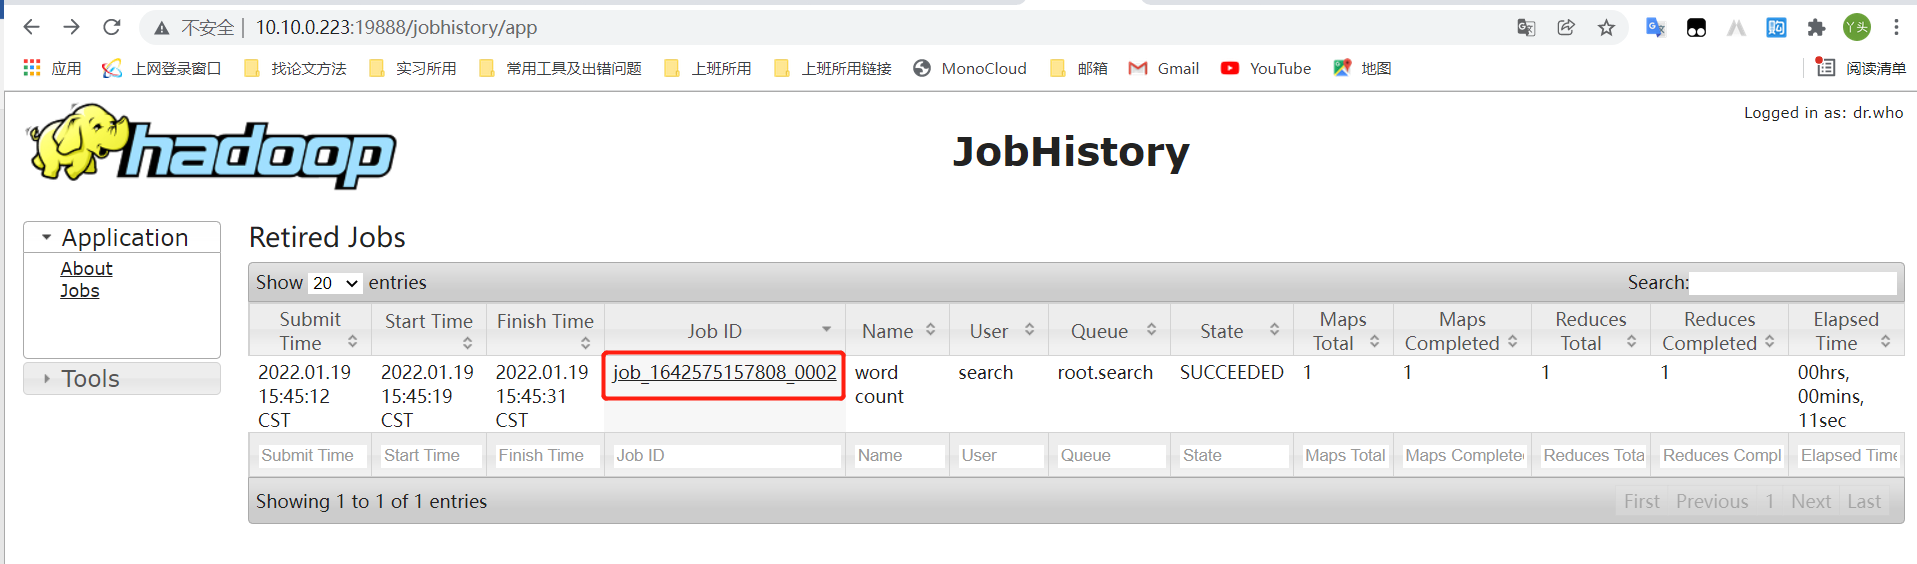 不安全 | 10.10.0.223:19888/jobhistory/app
丫头
应用 上网登录窗口 找论文方法 实习所用 常用工具及出错问题 上班所用 上班所用链接 MonoCloud 邮箱 Gmail YouTube 地图 阅读清单
Logged in as: dr.who
hadoop
JobHistory
Application
About
Jobs
Tools
Retired Jobs
Show 20 entries Search:
Submit Time Start Time Finish Time Job ID Name User Queue State Maps Total Maps Completed Reduces Total Reduces Completed Elapsed Time
2022.01.19 15:45:12 CST 2022.01.19 15:45:19 CST 2022.01.19 15:45:31 CST job_1642575157808_0002 word count search root.search SUCCEEDED 1 1 1 1 00hrs, 00mins, 11sec
Submit Time Start Time Finish Time Job ID Name User Queue State Maps Total Maps Complete Reduces Tota Reduces Compl Elapsed Time
Showing 1 to 1 of 1 entries First Previous 1 Next Last